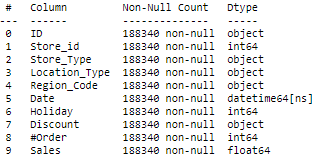 #   Column         Non-Null Count   Dtype
---  ------         --------------   -----
0   ID             188340 non-null  object
1   Store_id       188340 non-null  int64
2   Store_Type     188340 non-null  object
3   Location_Type  188340 non-null  object
4   Region_Code    188340 non-null  object
5   Date           188340 non-null  datetime64[ns]
6   Holiday        188340 non-null  int64
7   Discount       188340 non-null  object
8   #Order         188340 non-null  int64
9   Sales          188340 non-null  float64